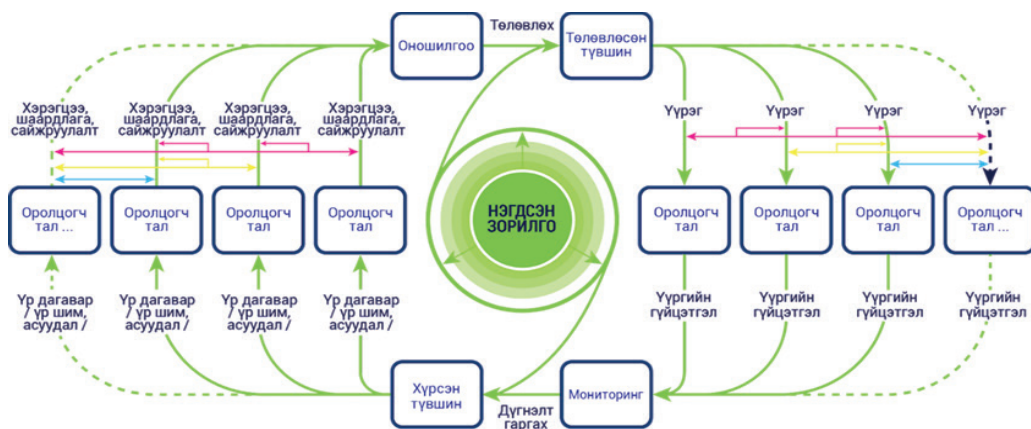 Оношилгоо
Төлөвлөх
Төлөвлөсөн
түвшин
Хэрэгцээ,
шаардлага,
сайжруулалт
Хэрэгцээ,
шаардлага,
сайжруулалт
Хэрэгцээ,
шаардлага,
сайжруулалт
Хэрэгцээ,
шаардлага,
сайжруулалт
Үүрэг
Үүрэг
Үүрэг
Үүрэг
Оролцогч
тал ...
Оролцогч
тал
Оролцогч
тал
Оролцогч
тал
НЭГДСЭН
ЗОРИЛГО
Оролцогч
тал
Оролцогч
тал
Оролцогч
тал
Оролцогч
тал ...
Үр дагавар
/ үр шим,
асуудал /
Үр дагавар
/ үр шим,
асуудал /
Үр дагавар
/ үр шим,
асуудал /
Үр дагавар
/ үр шим,
асуудал /
Үүргийн
гүйцэтгэл
Үүргийн
гүйцэтгэл
Үүргийн
гүйцэтгэл
Үүргийн
гүйцэтгэл
Хүрсэн
түвшин
Дүгнэлт
гаргах
Мониторинг